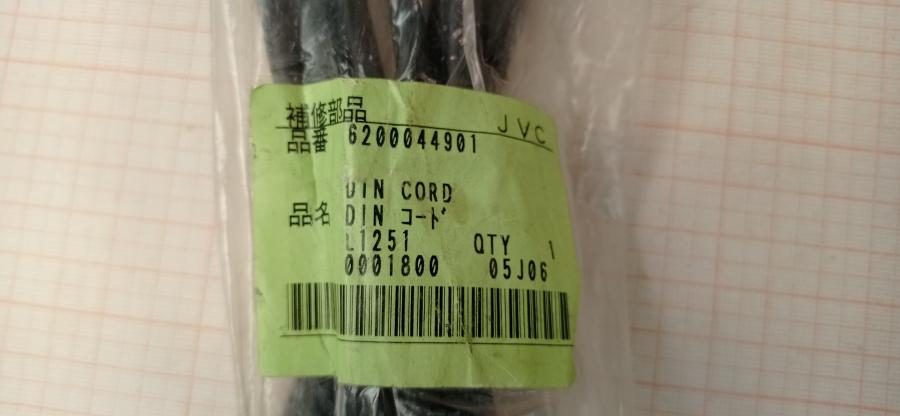 補修部品 JVC
品番 6200044901
DIN CORD
品名 DIN コード
L1251 QTY 1
0001800 05J06